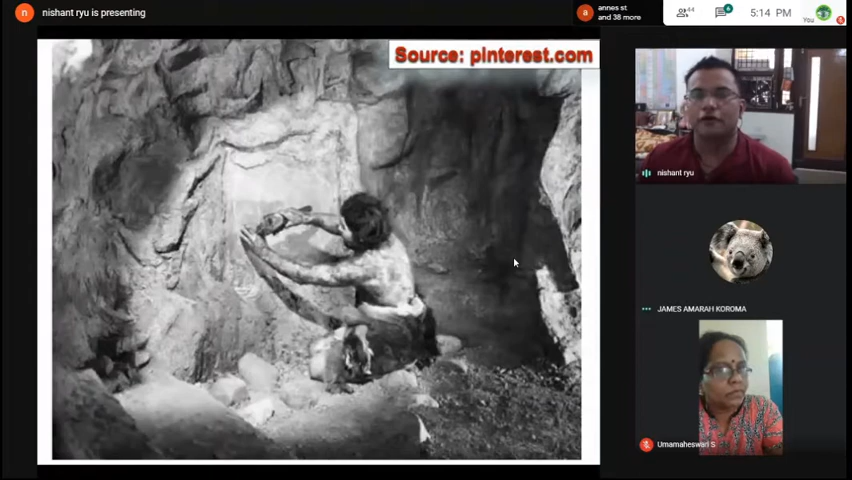 nishant ryu is presenting
annes st
and 38 more
44
6
5:14 PM
You
Source: pinterest.com
nishant ryu
JAMES AMARAH KOROMA
Umamaheswari S